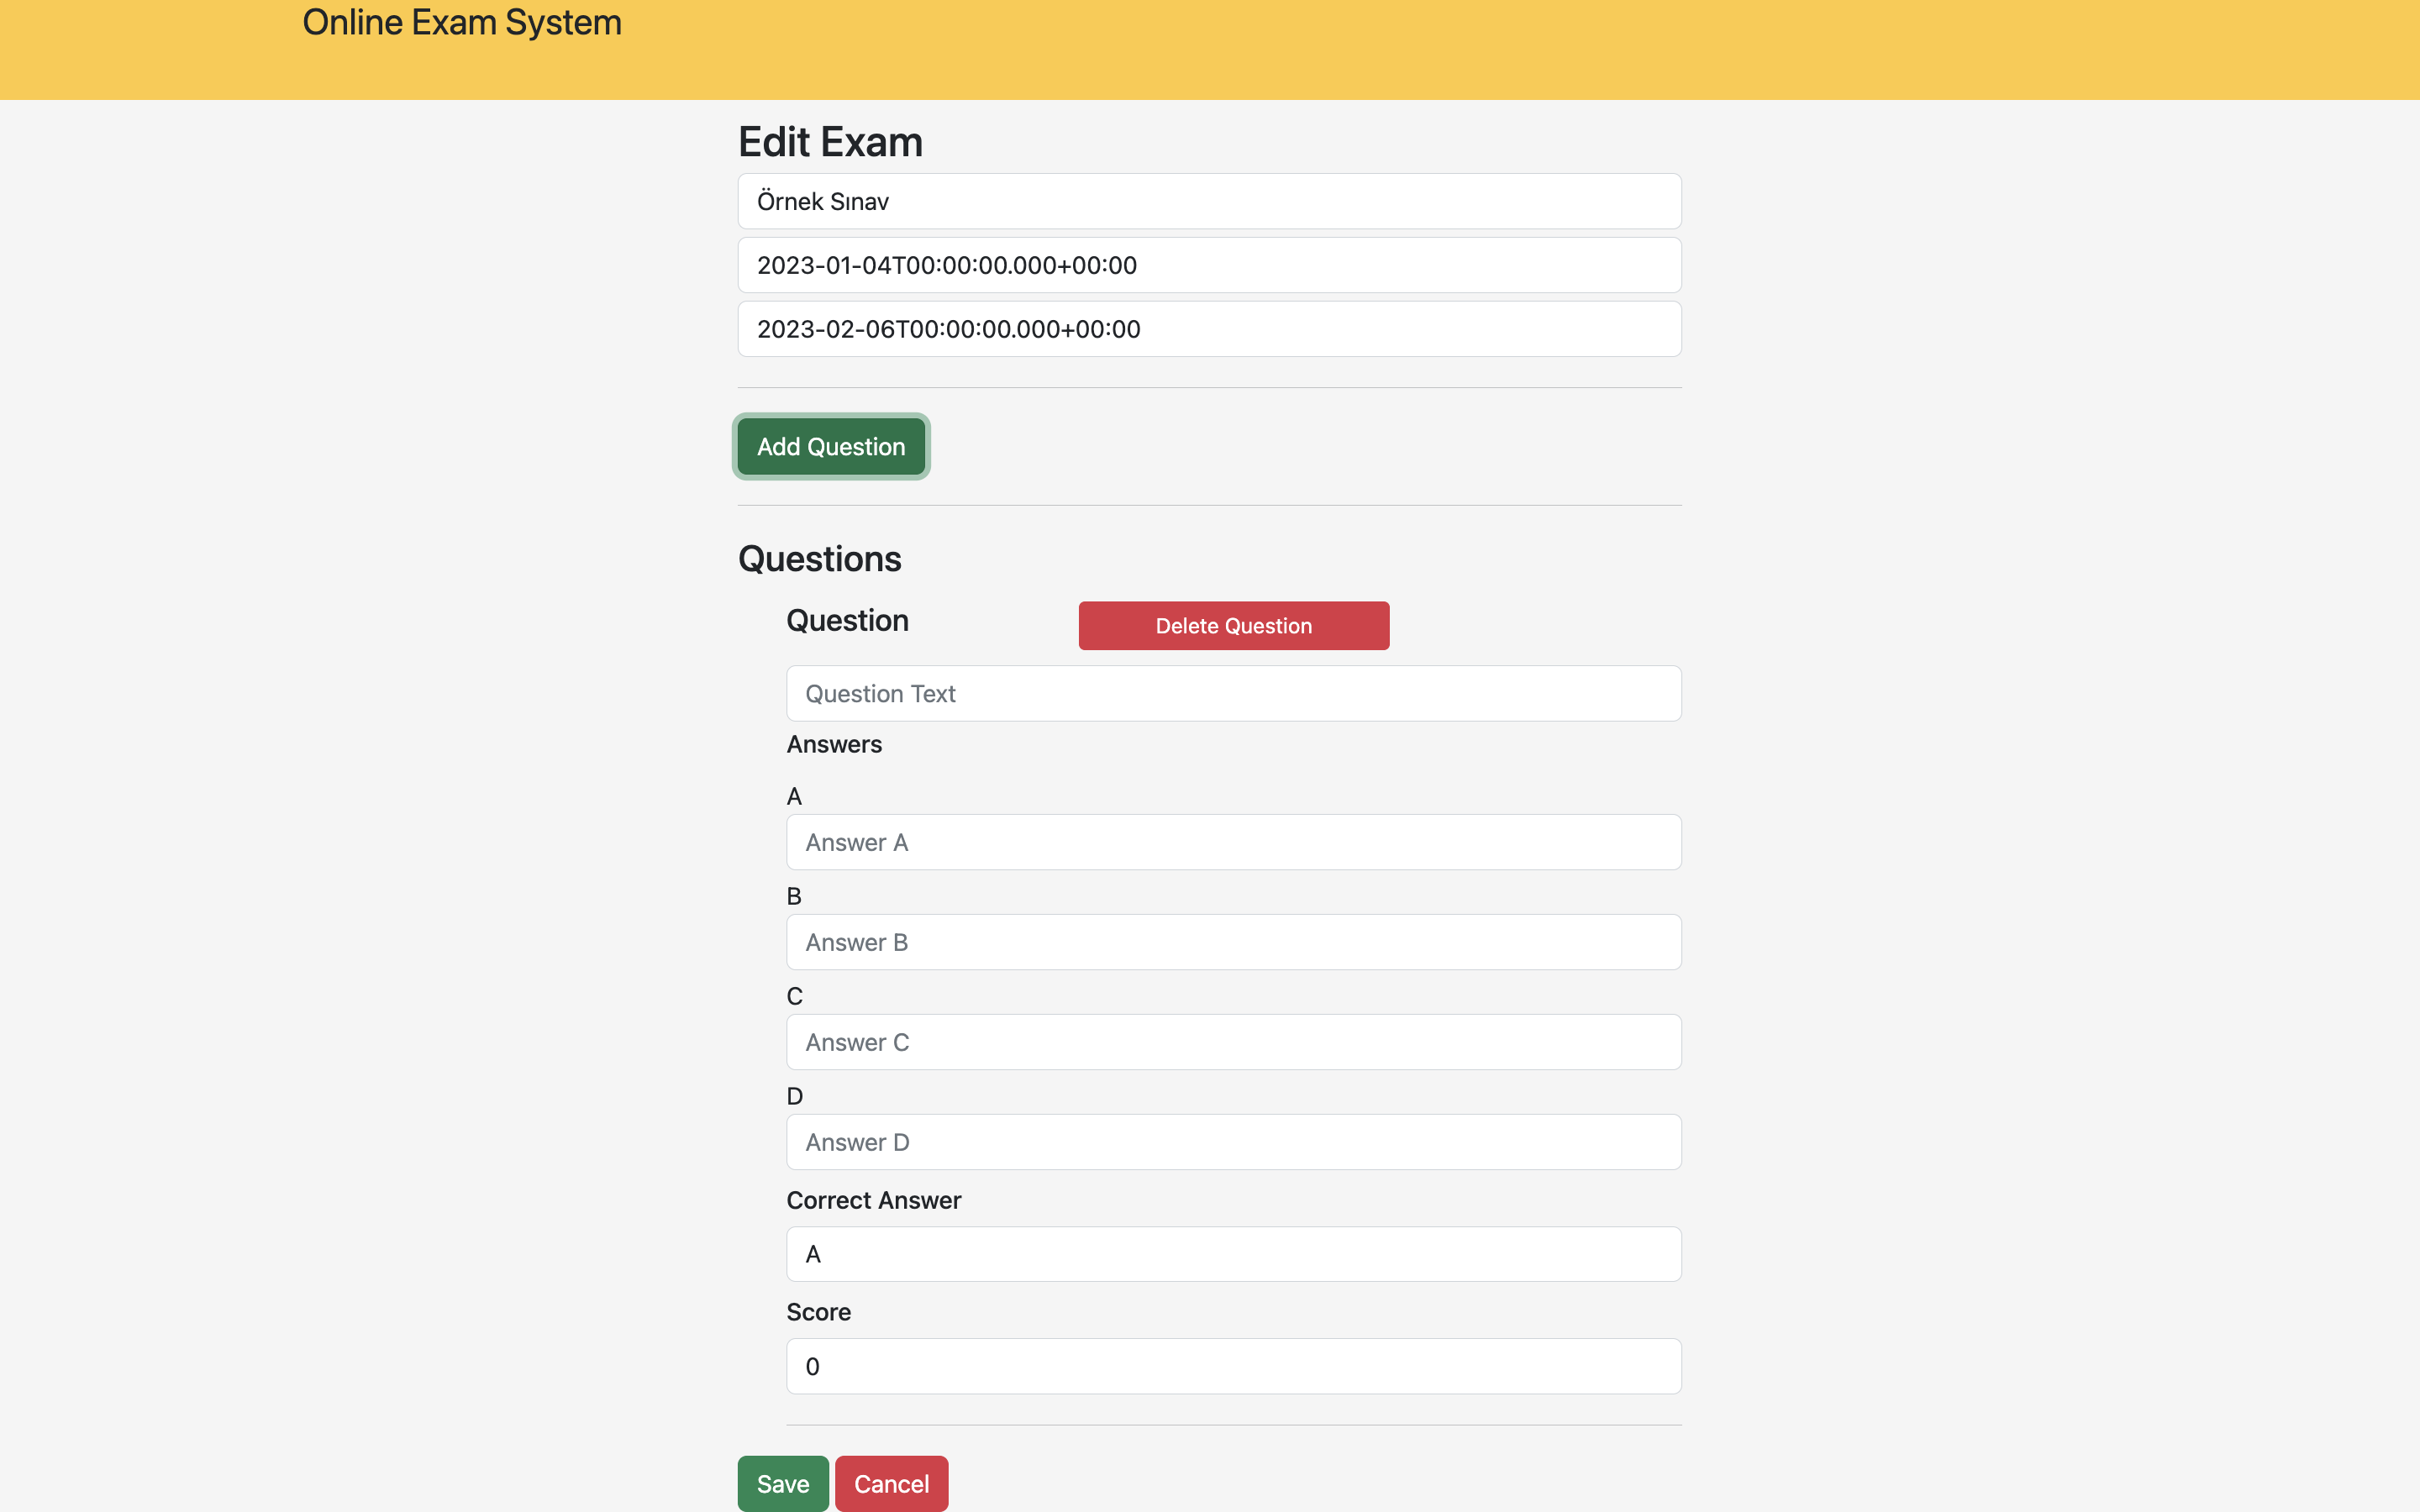 Online Exam System
Edit Exam
Örnek Sınav
2023-01-04T00:00:00.000+00:00
2023-02-06T00:00:00.000+00:00
Add Question
Questions
Question
Delete Question
Question Text
Answers
A
Answer A
B
Answer B
C
Answer C
D
Answer D
Correct Answer
A
Score
0
Save Cancel